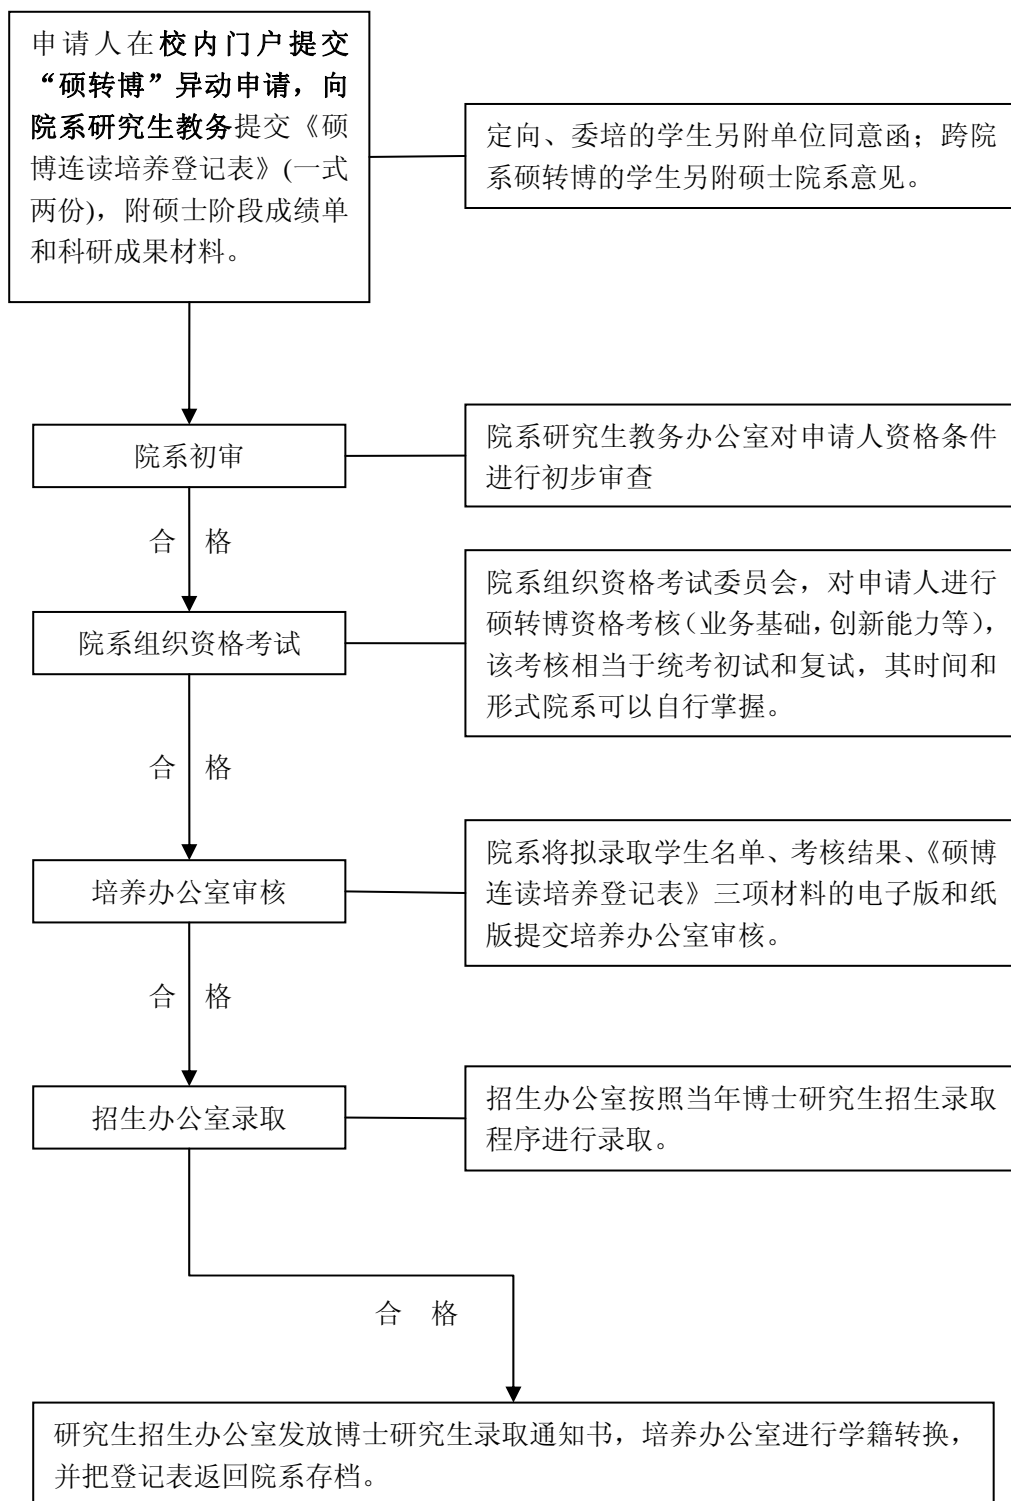 申请人在校内门户提交
“硕转博”异动申请，向
院系研究生教务提交《硕
博连读培养登记表》(一式
两份)，附硕士阶段成绩单
和科研成果材料。
定向、委培的学生另附单位同意函；跨院
系硕转博的学生另附硕士院系意见。
院系初审
院系研究生教务办公室对申请人资格条件
进行初步审查
合 格
院系组织资格考试
院系组织资格考试委员会，对申请人进行
硕转博资格考核（业务基础，创新能力等），
该考核相当于统考初试和复试，其时间和
形式院系可以自行掌握。
合 格
培养办公室审核
院系将拟录取学生名单、考核结果、《硕博
连读培养登记表》三项材料的电子版和纸
版提交培养办公室审核。
合 格
招生办公室录取
招生办公室按照当年博士研究生招生录取
程序进行录取。
合 格
研究生招生办公室发放博士研究生录取通知书，培养办公室进行学籍转换，
并把登记表返回院系存档。